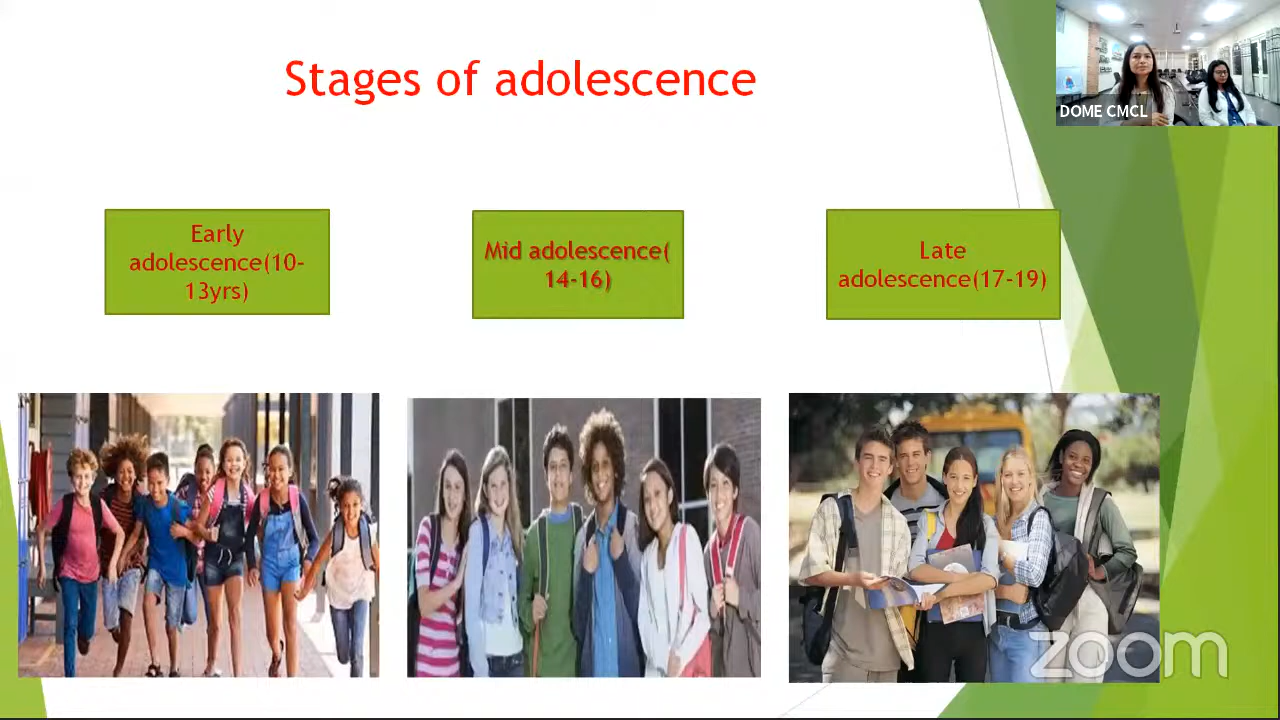 Stages of adolescence
DOME CMCL
Early
adolescence(10-
13yrs)
Mid adolescence(
14-16)
Late
adolescence(17-19)
zoom